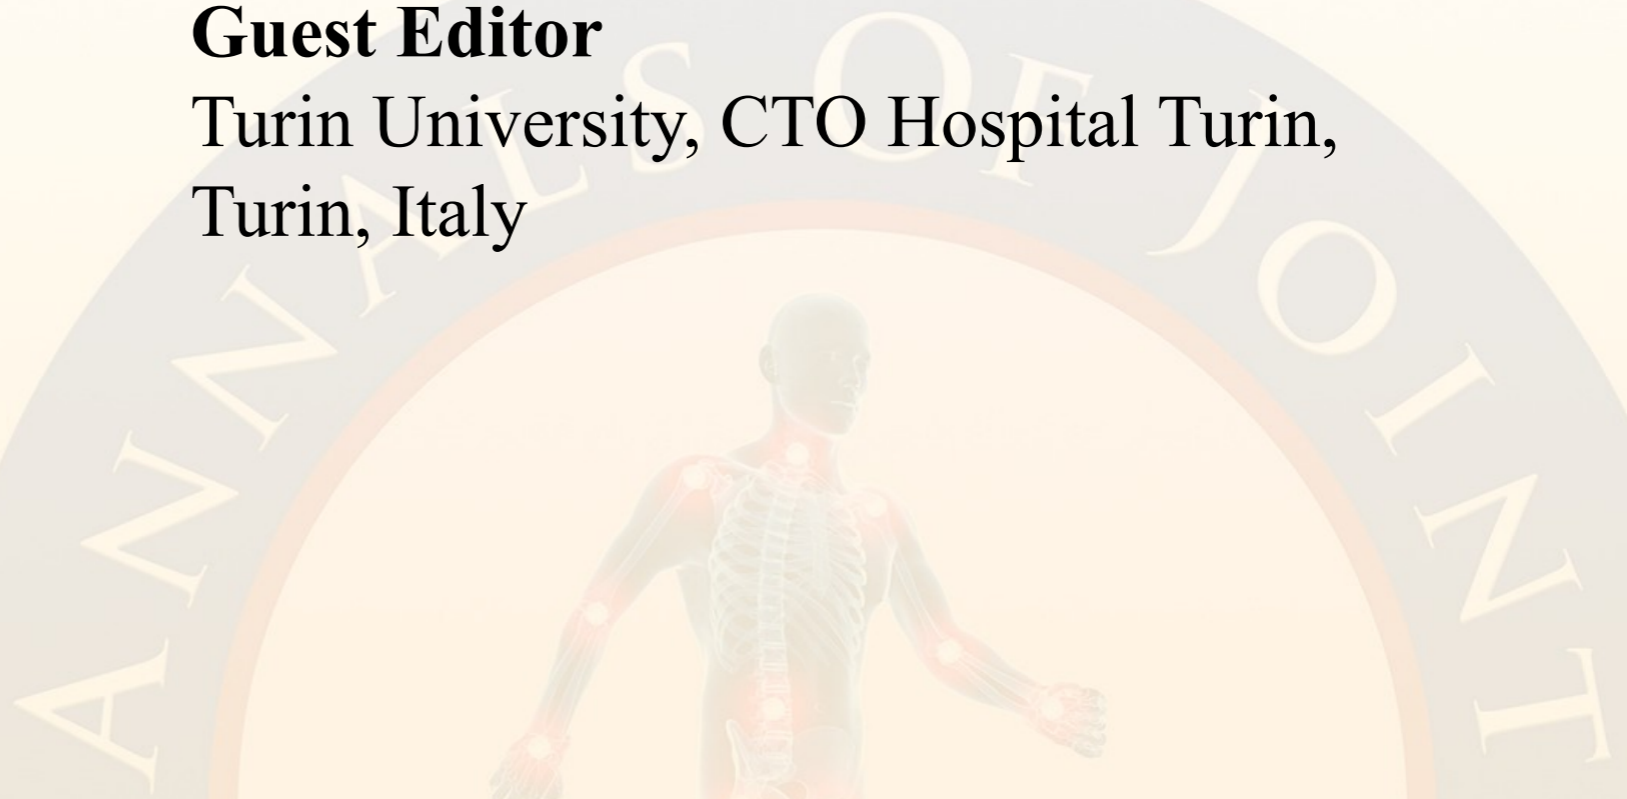 Guest Editor
Turin University, CTO Hospital Turin,
Turin, Italy
ANNALS OF JOINT